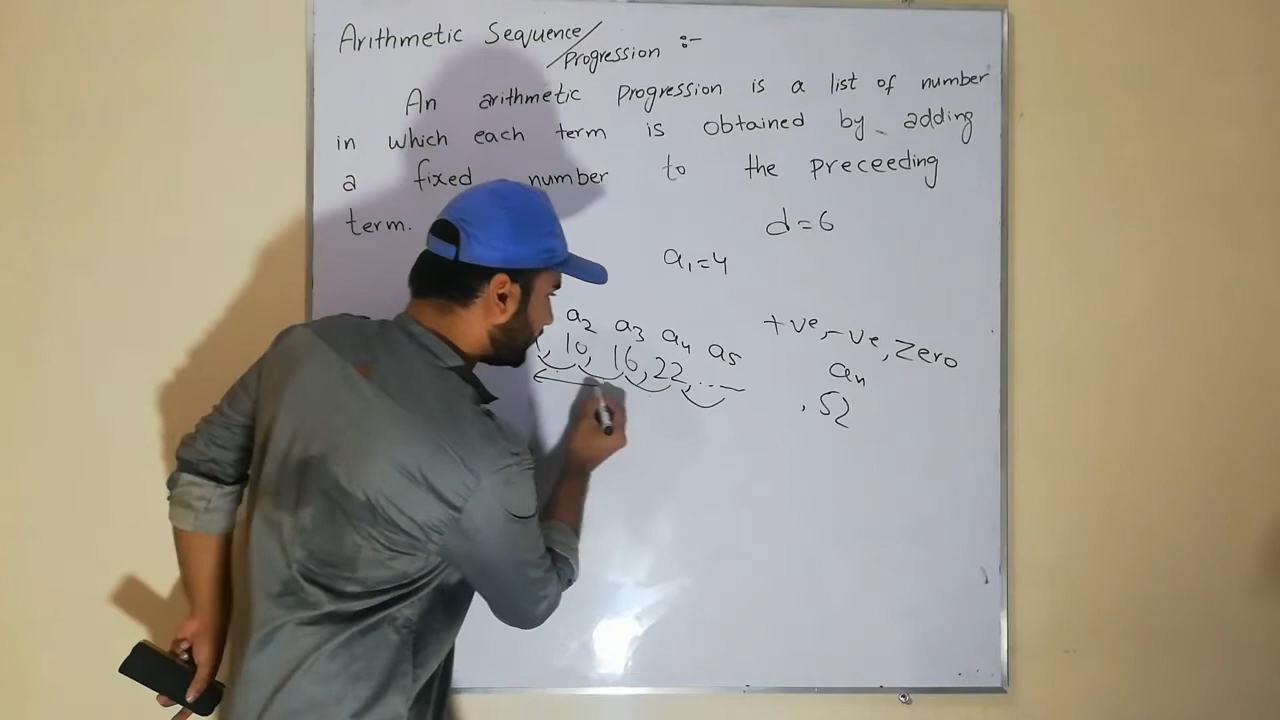 Arithmetic Sequence/
Progression :-
An arithmetic progression is a list of number
in which each term is obtained by adding
a fixed number to the preceeding
term.
d=6
a₁=4
a₂ a₃ a₄ a₅
10, 16, 22, ...
+ve, -ve, Zero
aₙ
, 52